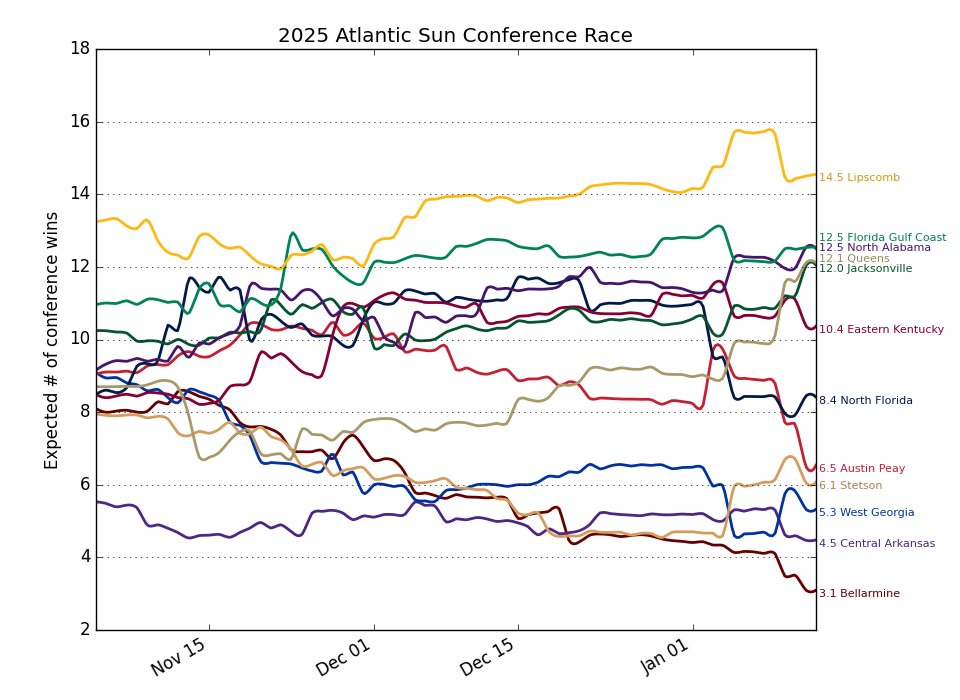 2025 Atlantic Sun Conference Race
Expected # of conference wins
18
16
14
12
10
8
6
4
2
Nov 15
Dec 01
Dec 15
Jan 01
14.5 Lipscomb
12.5 Florida Gulf Coast
12.5 North Alabama
12.1 Queens
12.0 Jacksonville
10.4 Eastern Kentucky
8.4 North Florida
6.5 Austin Peay
6.1 Stetson
5.3 West Georgia
4.5 Central Arkansas
3.1 Bellarmine